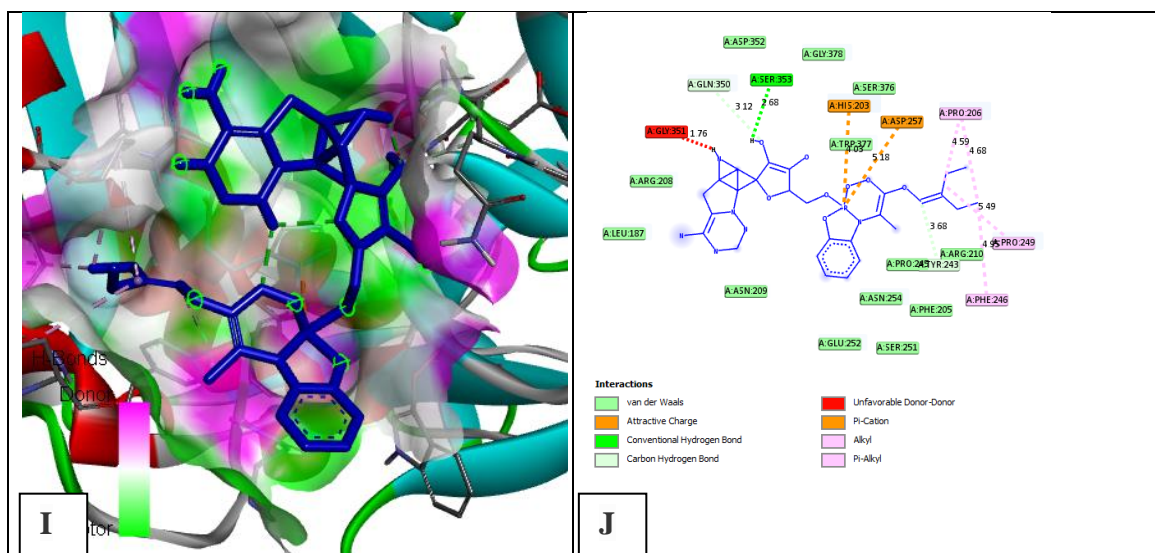 H-Bonds
Donor
I
A:ASP:352
A:GLY:378
A:GLN:350
A:SER:353
A:SER:376
3 12
2 68
A:HIS:203
A:ASP:257
A:PRO:206
A:GLY:351
1 76
A:TRP:377
4 03
5 18
4 59
4 68
A:ARG:208
5 49
3 68
A:LEU:187
4 95
A:PRO:249
A:ARG:210
A:TYR:243
A:ASN:209
A:ASN:254
A:PHE:246
A:PHE:205
A:GLU:252
A:SER:251
Interactions
van der Waals
Attractive Charge
Conventional Hydrogen Bond
Carbon Hydrogen Bond
Unfavorable Donor-Donor
Pi-Cation
Alkyl
Pi-Alkyl
J